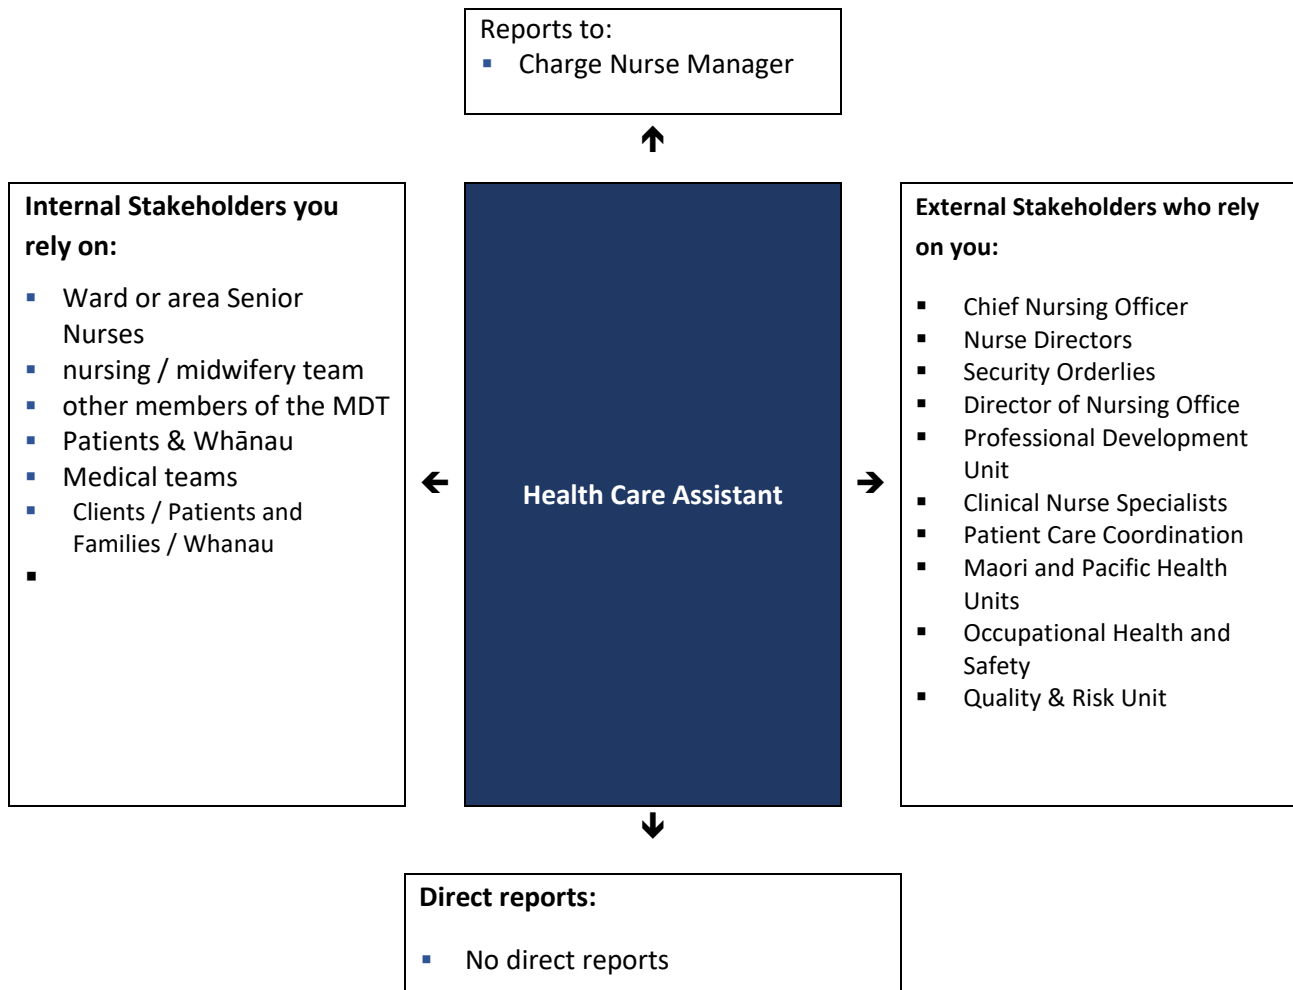 Reports to:
▪ Charge Nurse Manager
Internal Stakeholders you
rely on:
▪ Ward or area Senior
Nurses
▪ nursing / midwifery team
▪ other members of the MDT
▪ Patients & Whānau
▪ Medical teams
▪ Clients / Patients and
Families / Whanau
▪
Health Care Assistant
External Stakeholders who rely
on you:
▪ Chief Nursing Officer
▪ Nurse Directors
▪ Security Orderlies
▪ Director of Nursing Office
▪ Professional Development
Unit
▪ Clinical Nurse Specialists
▪ Patient Care Coordination
▪ Maori and Pacific Health
Units
▪ Occupational Health and
Safety
▪ Quality & Risk Unit
Direct reports:
▪ No direct reports